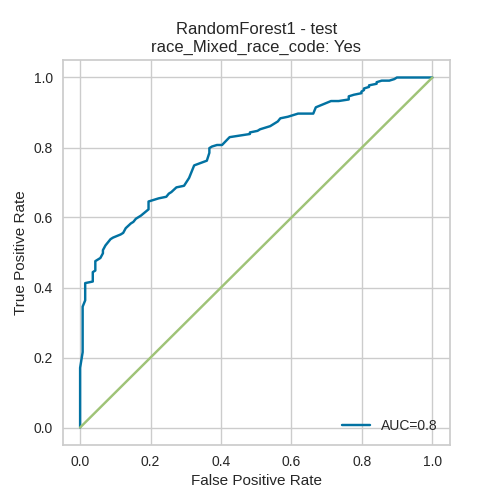 RandomForest1 - test
race_Mixed_race_code: Yes
True Positive Rate
1.0
0.8
0.6
0.4
0.2
0.0
AUC=0.8
0.0 0.2 0.4 0.6 0.8 1.0
False Positive Rate